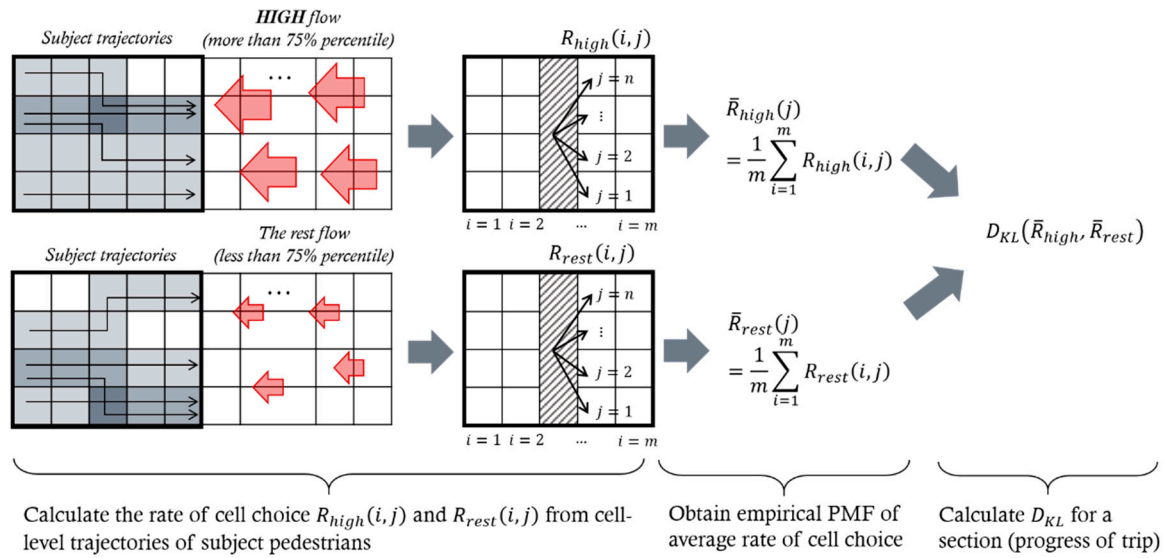 HIGH flow
Subject trajectories
(more than 75% percentile)
...
R_high(i, j)
j = n
⋮
j = 2
j = 1
i = 1 i = 2 ... i = m
R̄_high(j)
= 1/m ∑_{i=1}^{m} R_high(i, j)
The rest flow
Subject trajectories
(less than 75% percentile)
...
R_rest(i, j)
j = n
⋮
j = 2
j = 1
i = 1 i = 2 ... i = m
R̄_rest(j)
= 1/m ∑_{i=1}^{m} R_rest(i, j)
D_KL(R̄_high, R̄_rest)
Calculate the rate of cell choice R_high(i, j) and R_rest(i, j) from cell-
level trajectories of subject pedestrians
Obtain empirical PMF of
average rate of cell choice
Calculate D_KL for a
section (progress of trip)